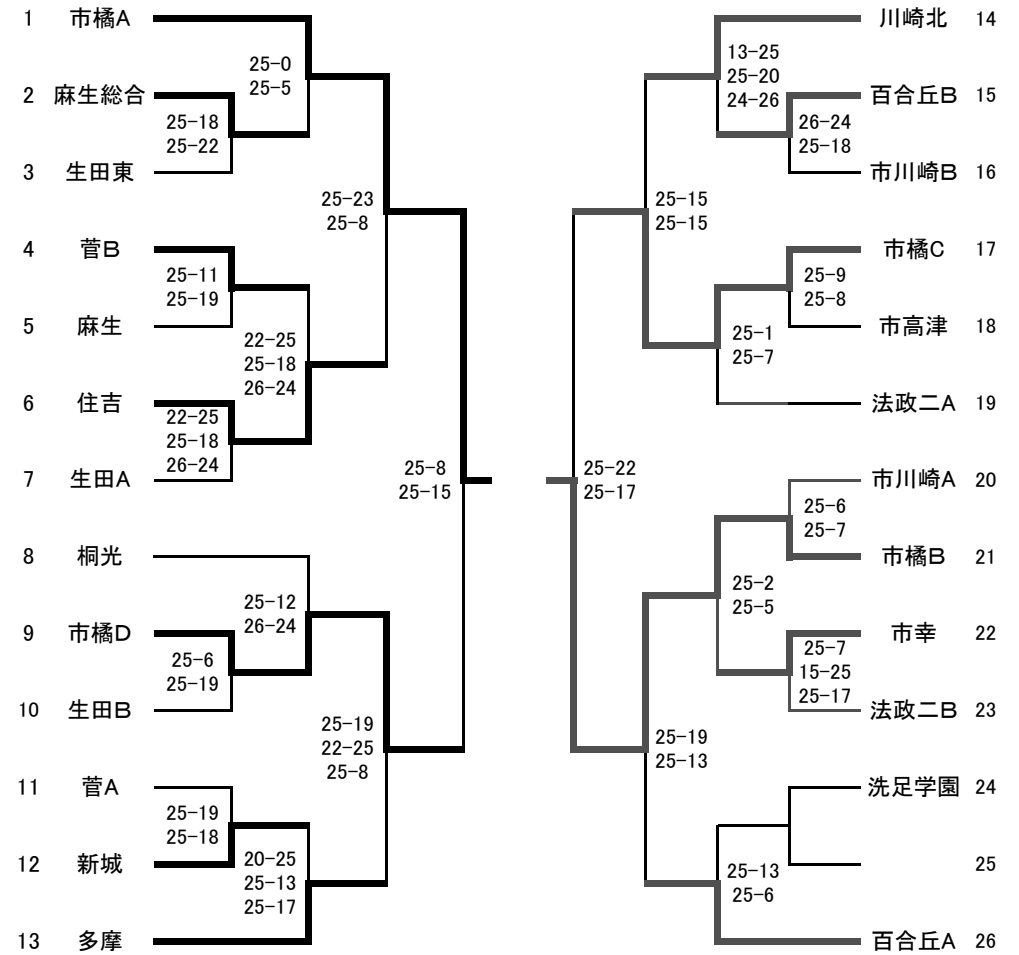 1 市橘A
2 麻生総合
3 生田東
4 菅B
5 麻生
6 住吉
7 生田A
8 桐光
9 市橘D
10 生田B
11 菅A
12 新城
13 多摩
25-0
25-5
25-18
25-22
25-11
25-19
22-25
25-18
26-24
22-25
25-18
26-24
25-23
25-8
25-12
26-24
25-6
25-19
25-19
25-18
20-25
25-13
25-17
25-19
22-25
25-8
25-8
25-15
25-22
25-17
13-25
25-20
24-26
26-24
25-18
25-15
25-15
25-9
25-8
25-1
25-7
25-6
25-7
25-2
25-5
25-7
15-25
25-17
25-19
25-13
25-13
25-6
川崎北 14
百合丘B 15
市川崎B 16
市橘C 17
市高津 18
法政二A 19
市川崎A 20
市橘B 21
市幸 22
法政二B 23
洗足学園 24
25
百合丘A 26